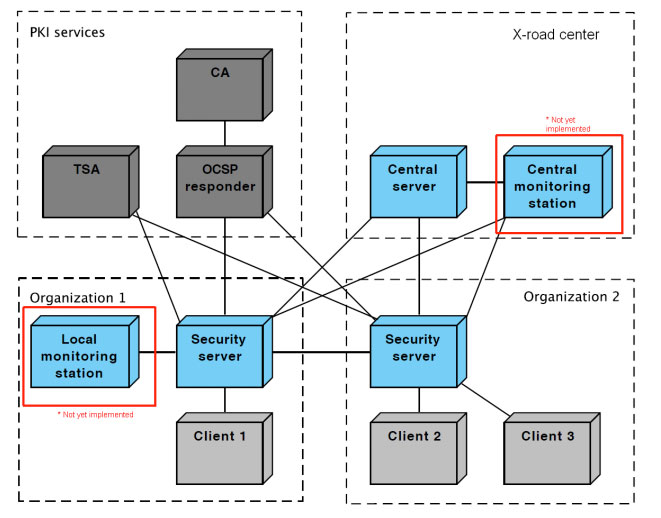 PKI services
X-road center
CA
* Not yet
implemented
TSA
OCSP
responder
Central
server
Central
monitoring
station
Organization 1
Organization 2
Local
monitoring
station
Security
server
Security
server
* Not yet implemented
Client 1
Client 2
Client 3